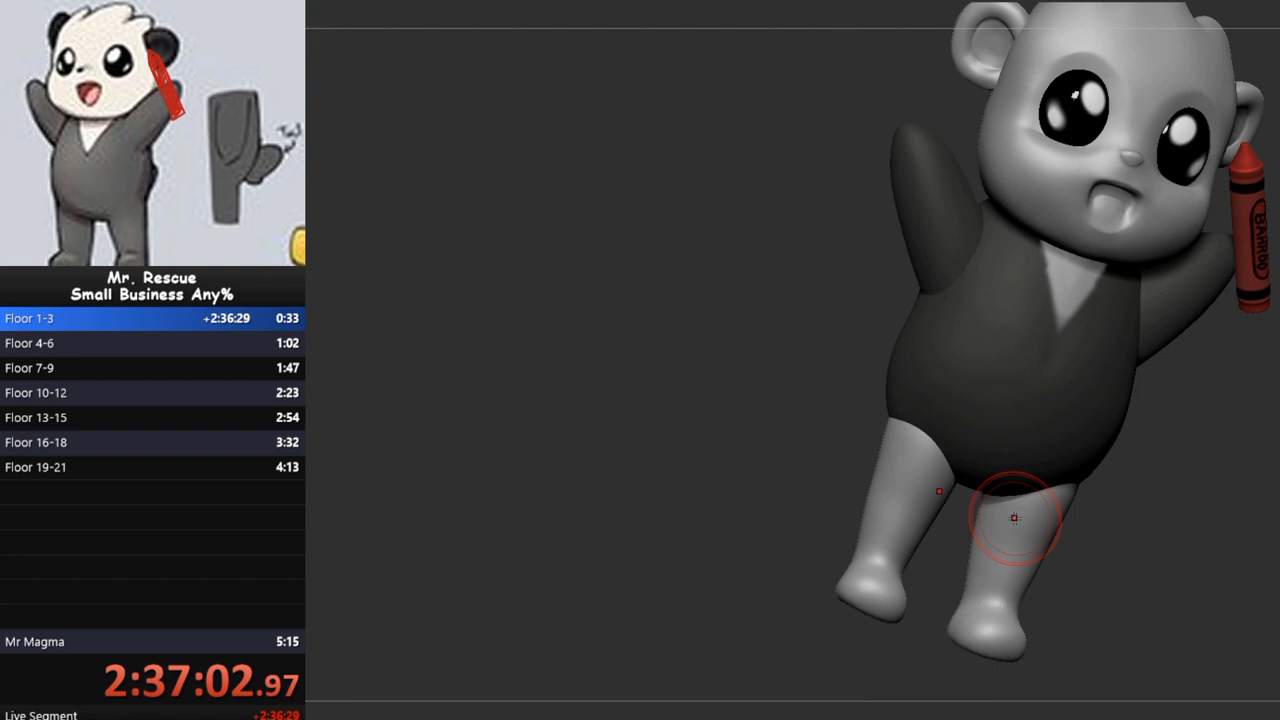 Mr. Rescue
Small Business Any%
Floor 1-3 +2:36:29 0:33
Floor 4-6 1:02
Floor 7-9 1:47
Floor 10-12 2:23
Floor 13-15 2:54
Floor 16-18 3:32
Floor 19-21 4:13
Mr Magma 5:15
2:37:02.97
Live Segment +2:36:29